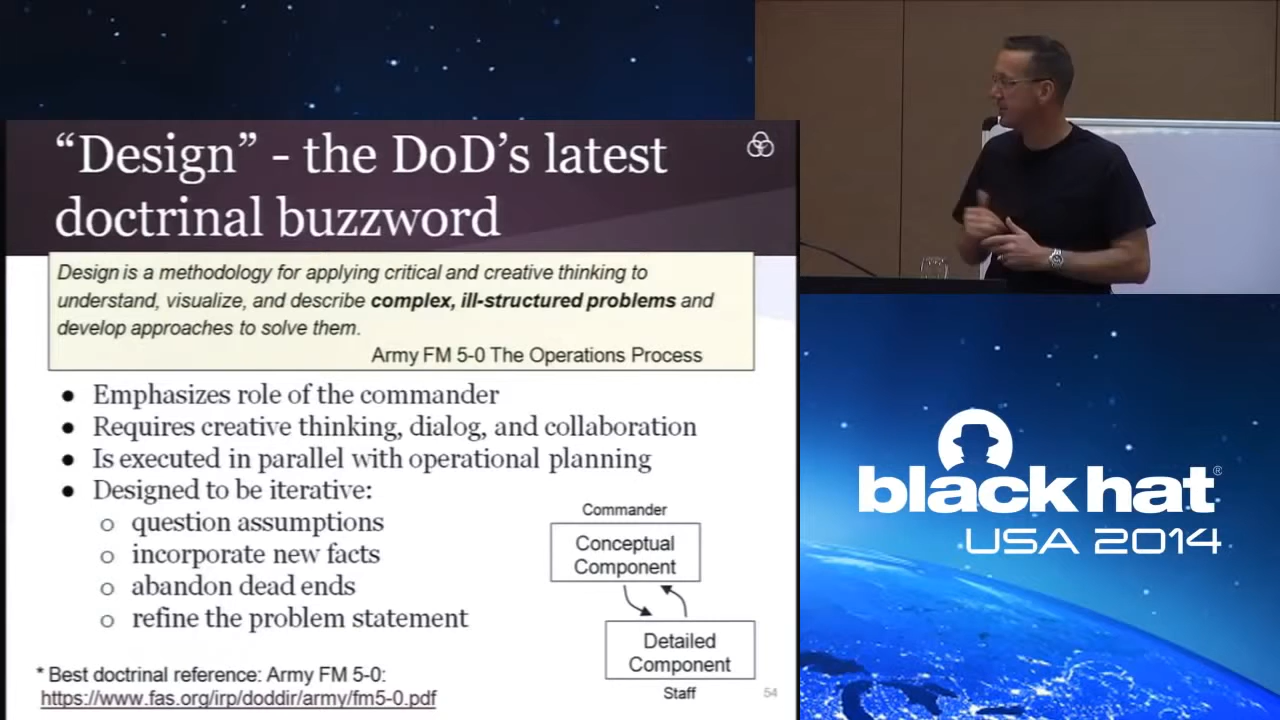 “Design” - the DoD’s latest
doctrinal buzzword
Design is a methodology for applying critical and creative thinking to
understand, visualize, and describe complex, ill-structured problems and
develop approaches to solve them.
Army FM 5-0 The Operations Process
● Emphasizes role of the commander
● Requires creative thinking, dialog, and collaboration
● Is executed in parallel with operational planning
● Designed to be iterative:
○ question assumptions
○ incorporate new facts
○ abandon dead ends
○ refine the problem statement
Commander
Conceptual
Component
Detailed
Component
Staff
* Best doctrinal reference: Army FM 5-0:
https://www.fas.org/irp/doddir/army/fm5-0.pdf
54
black hat®
USA 2014